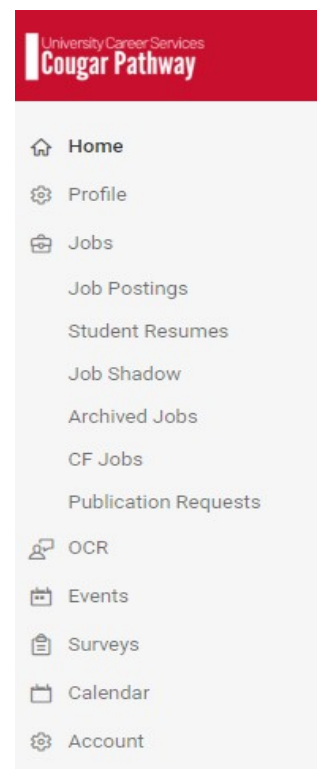 University Career Services
Cougar Pathway
Home
Profile
Jobs
Job Postings
Student Resumes
Job Shadow
Archived Jobs
CF Jobs
Publication Requests
OCR
Events
Surveys
Calendar
Account